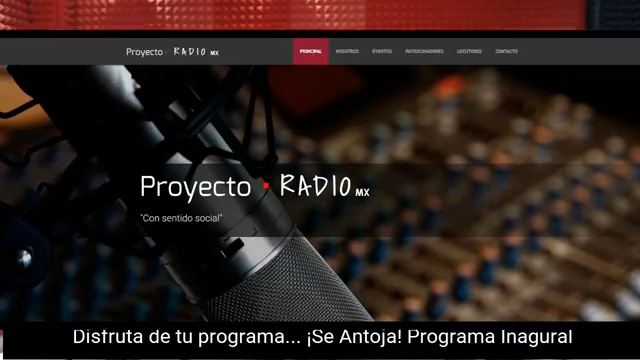 Proyecto RADIO MX
PRINCIPAL NOSOTROS EVENTOS PATROCINADORES LOCUTORES CONTACTO
Proyecto RADIO MX
"Con sentido social"
Disfruta de tu programa... ¡Se Antoja! Programa Inagural